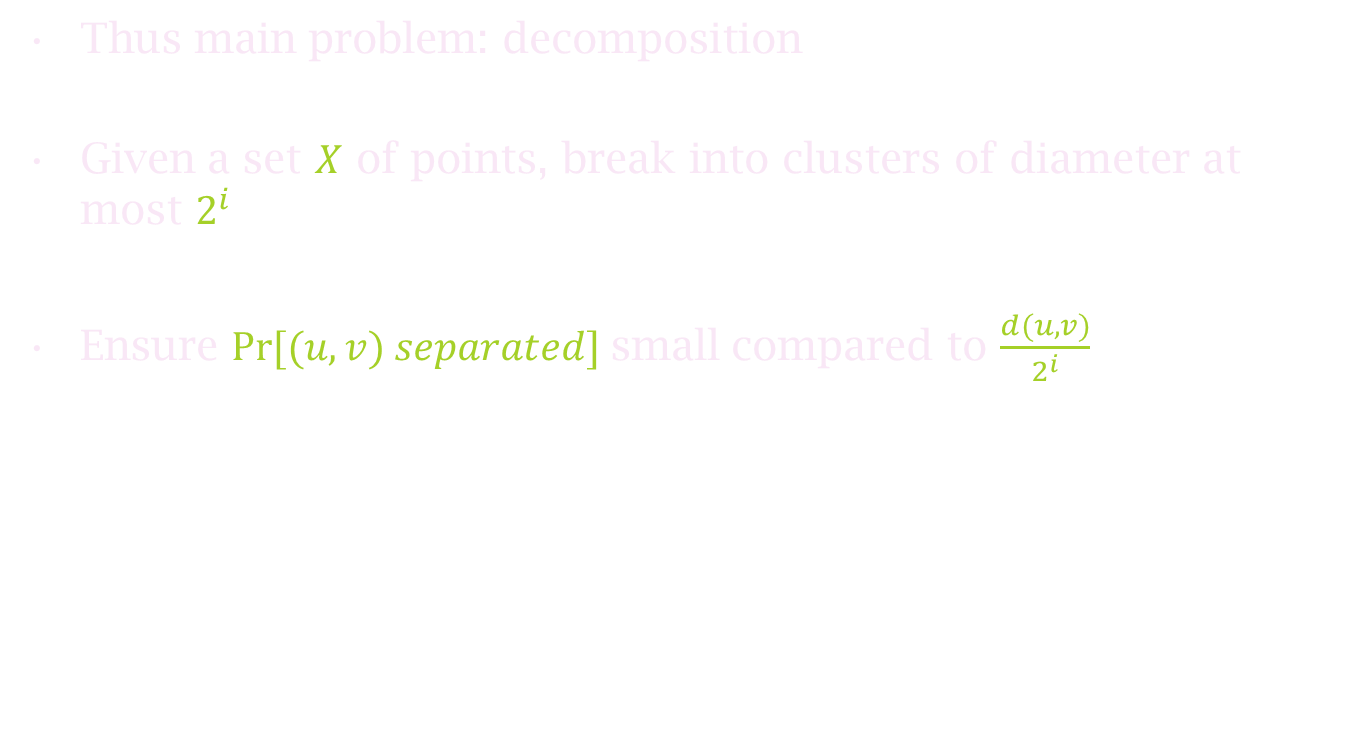 · Thus main problem: decomposition
· Given a set X of points, break into clusters of diameter at
most 2^i
· Ensure Pr[(u, v) separated] small compared to \frac{d(u,v)}{2^i}